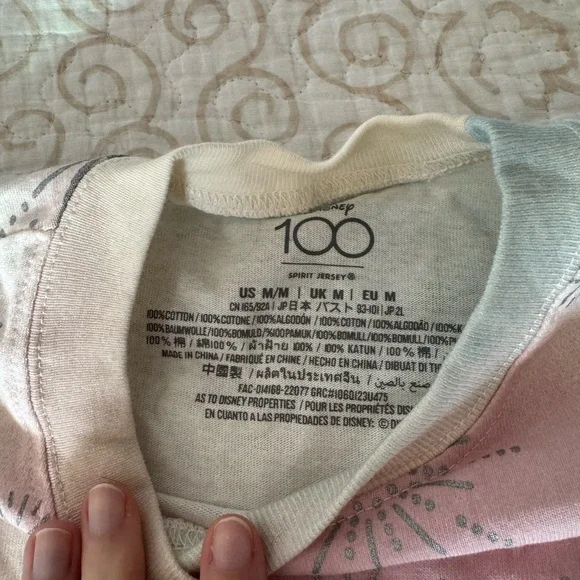 DISNEY
100
SPIRIT JERSEY®
US M/M | UK M | EU M
CN 165/92A | JP 日本 バスト 93-101 | JP 2L
100%COTTON / 100%COTONE / 100%ALGODÓN / 100%COTON / 100%ALGODÃO / 100%
100%BAUMWOLLE / 100%BOMULD / %100PAMUK / 100%BOMULL / 100%
100% 棉 / 綿100% / ผ้าฝ้าย 100% / 100% KATUN / 100% 棉
MADE IN CHINA / FABRIQUÉ EN CHINE / HECHO EN CHINA / DIBUAT DI
中國製 / ผลิตในประเทศจีน / صنع بالصين
FAC-014168-22077 GRC#1060123U475
AS TO DISNEY PROPERTIES / POUR LES PROPRIÉTÉS
EN CUANTO A LAS PROPIEDADES DE DISNEY: ©